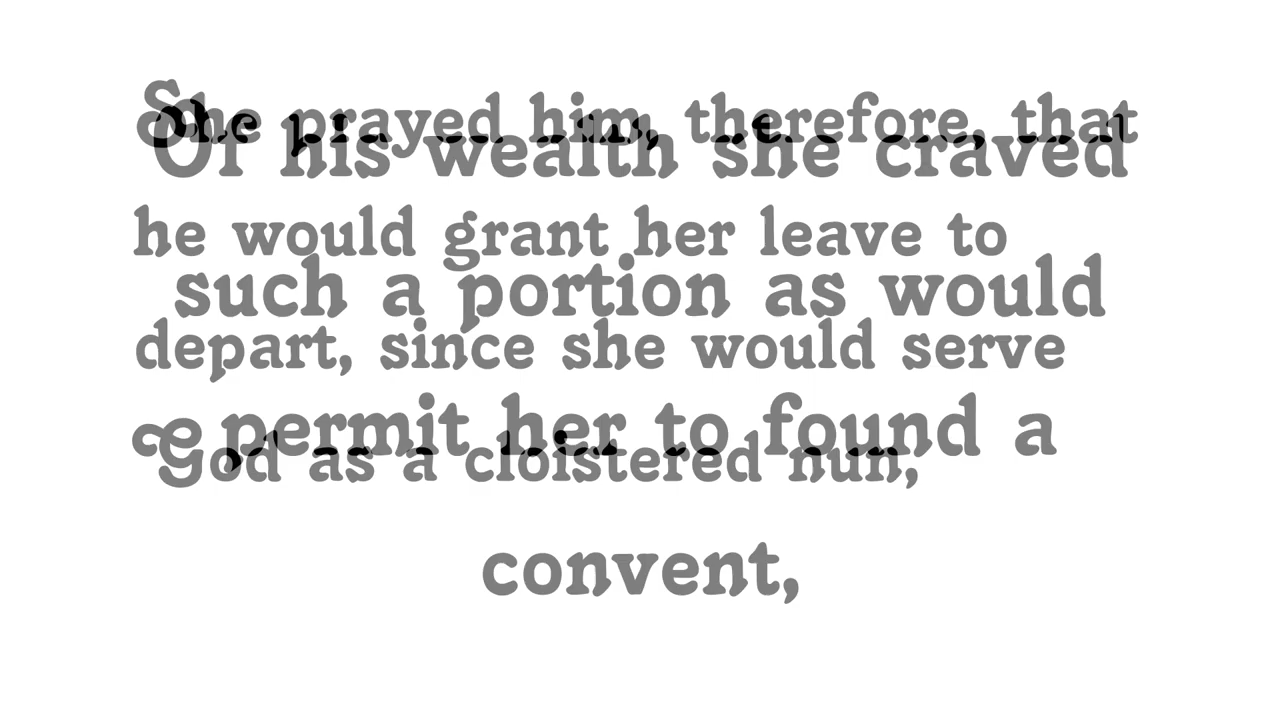 She prayed him, therefore, that
he would grant her leave to
depart, since she would serve
God as a cloistered nun,
Of his wealth she craved
such a portion as would
permit her to found a
convent,